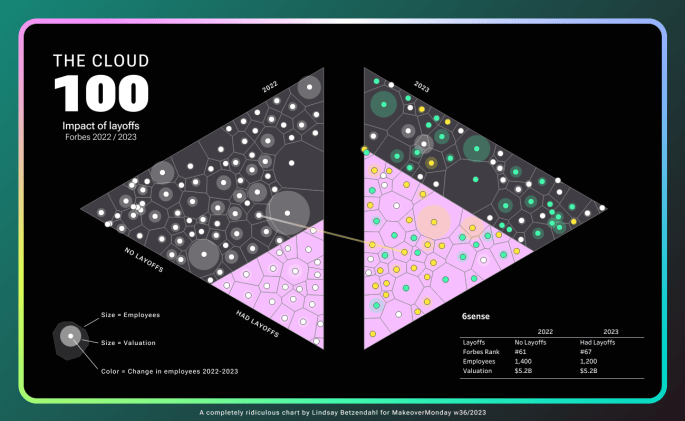 THE CLOUD
100
Impact of layoffs
Forbes 2022 / 2023
2022
2023
NO LAYOFFS
HAD LAYOFFS
Size = Employees
Size = Valuation
Color = Change in employees 2022-2023
6sense
2022 2023
Layoffs No Layoffs Had Layoffs
Forbes Rank #61 #67
Employees 1,400 1,200
Valuation $5.2B $5.2B
A completely ridiculous chart by Lindsay Betzendahl for MakeoverMonday w36/2023